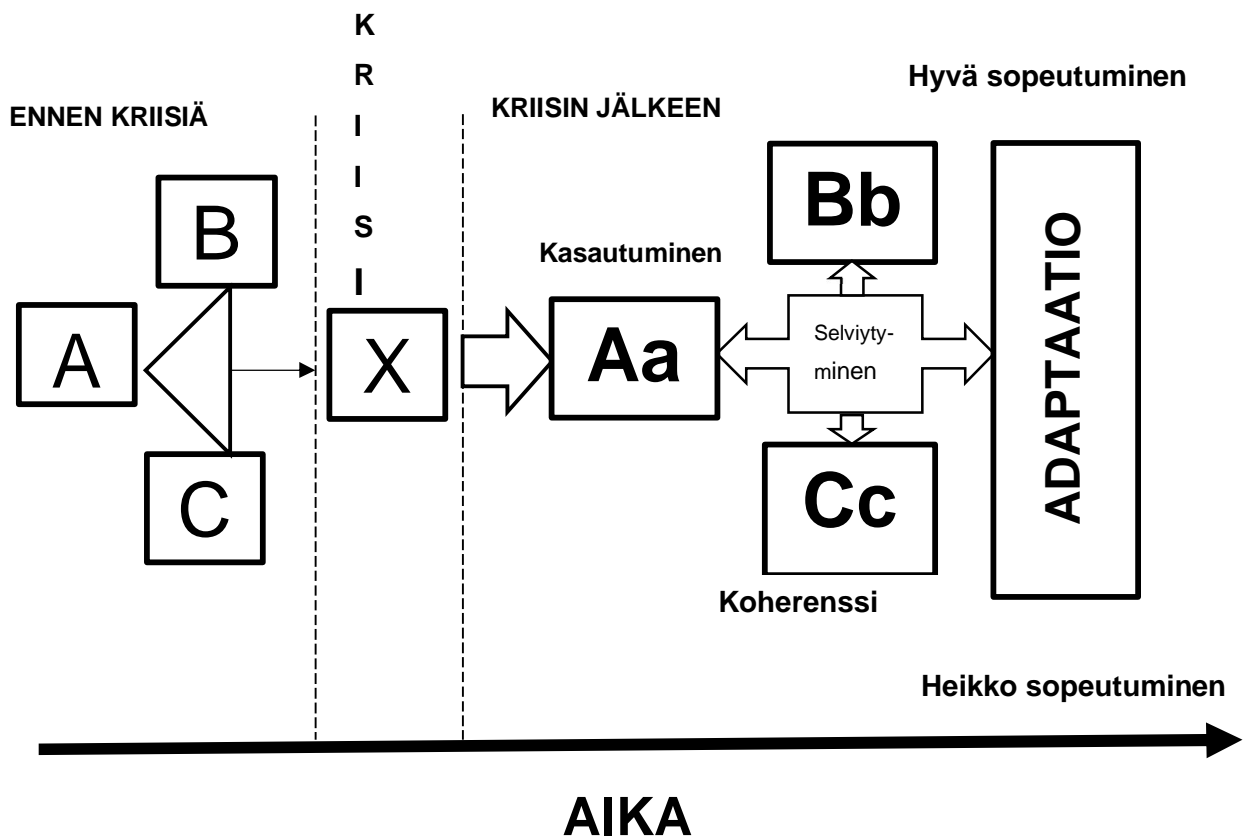 ENNEN KRIISIÄ
A
B
C
K
R
I
I
S
I
X
KRIISIN JÄLKEEN
Kasautuminen
Aa
Bb
Selviyty-
minen
Cc
Koherenssi
Hyvä sopeutuminen
ADAPTAATIO
Heikko sopeutuminen
AIKA